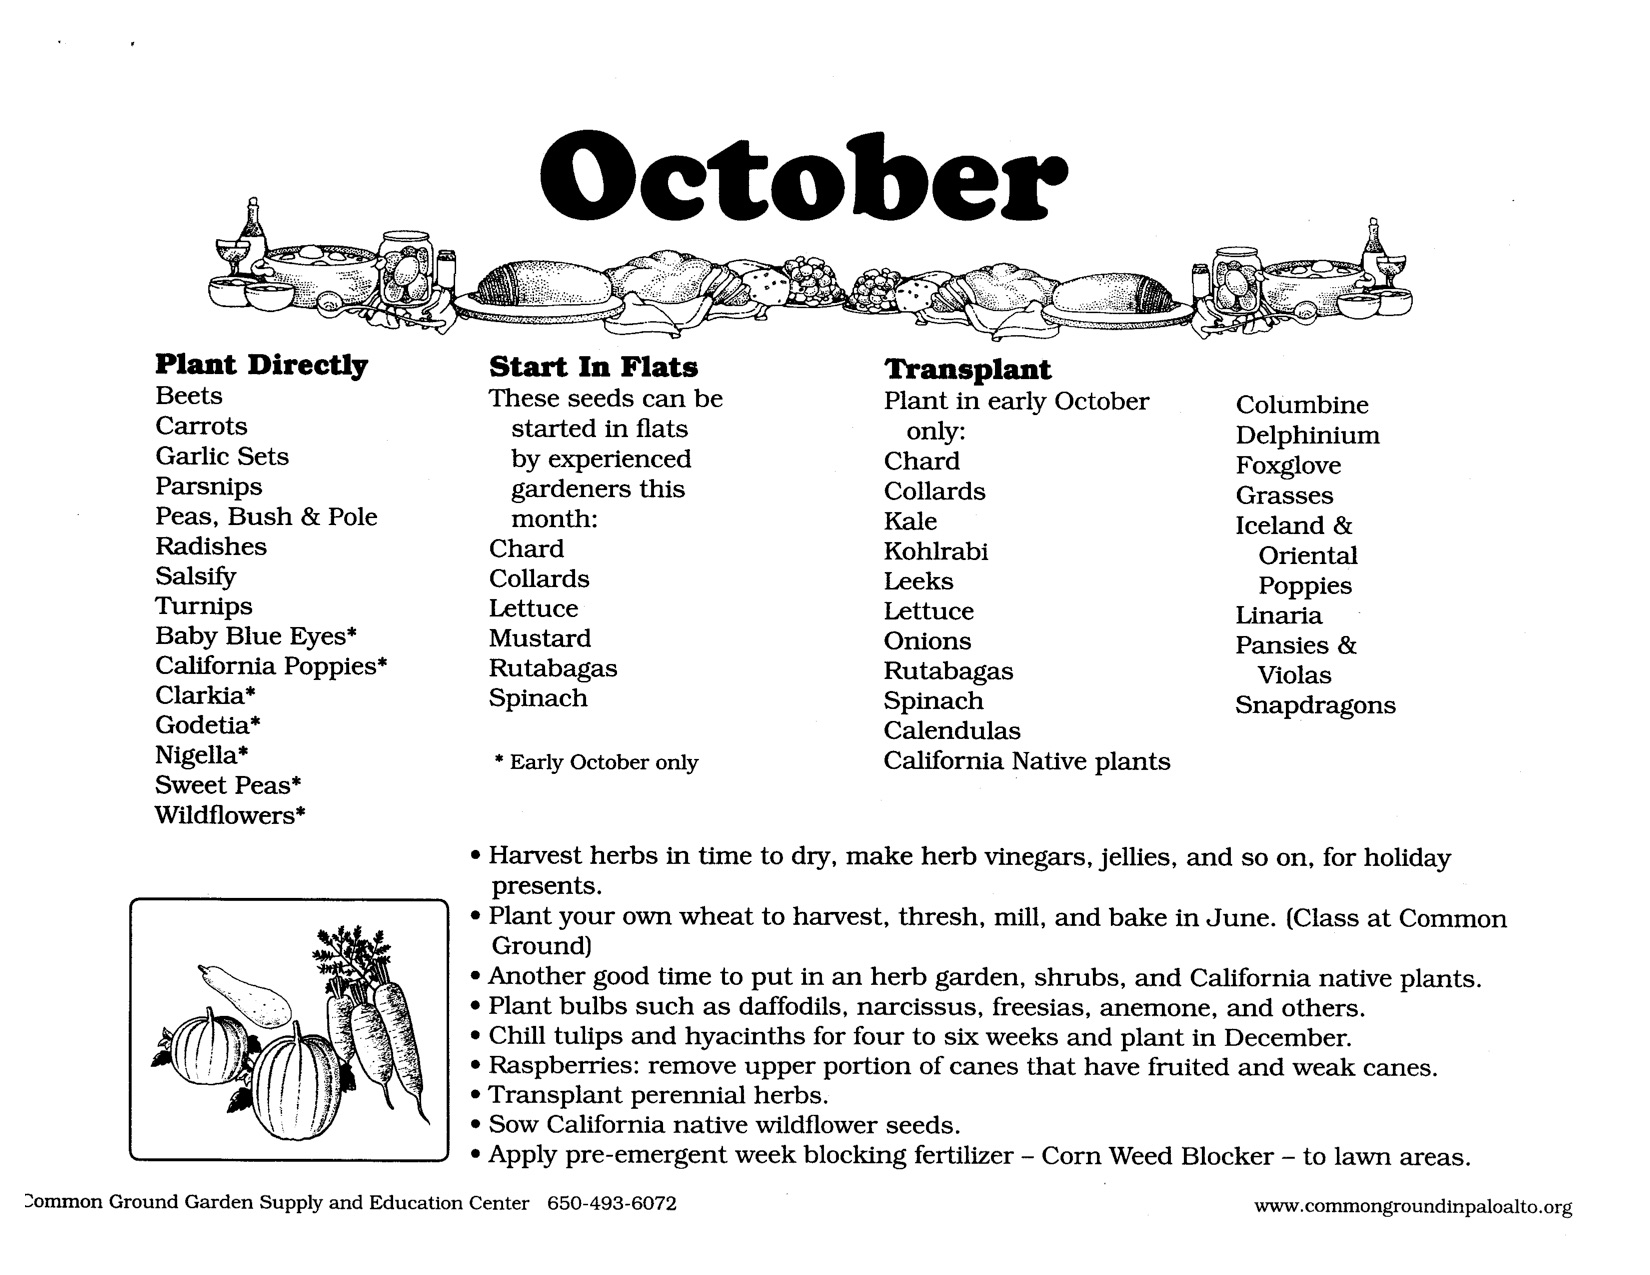 October
Plant Directly
Beets
Carrots
Garlic Sets
Parsnips
Peas, Bush & Pole
Radishes
Salsify
Turnips
Baby Blue Eyes*
California Poppies*
Clarkia*
Godetia*
Nigella*
Sweet Peas*
Wildflowers*
Start In Flats
These seeds can be
started in flats
by experienced
gardeners this
month:
Chard
Collards
Lettuce
Mustard
Rutabagas
Spinach
* Early October only
Transplant
Plant in early October
only:
Chard
Collards
Kale
Kohlrabi
Leeks
Lettuce
Onions
Rutabagas
Spinach
Calendulas
California Native plants
Columbine
Delphinium
Foxglove
Grasses
Iceland &
Oriental
Poppies
Linaria
Pansies &
Violas
Snapdragons
• Harvest herbs in time to dry, make herb vinegars, jellies, and so on, for holiday
presents.
• Plant your own wheat to harvest, thresh, mill, and bake in June. (Class at Common
Ground)
• Another good time to put in an herb garden, shrubs, and California native plants.
• Plant bulbs such as daffodils, narcissus, freesias, anemone, and others.
• Chill tulips and hyacinths for four to six weeks and plant in December.
• Raspberries: remove upper portion of canes that have fruited and weak canes.
• Transplant perennial herbs.
• Sow California native wildflower seeds.
• Apply pre-emergent week blocking fertilizer – Corn Weed Blocker – to lawn areas.
Common Ground Garden Supply and Education Center 650-493-6072
www.commongroundinpaloalto.org